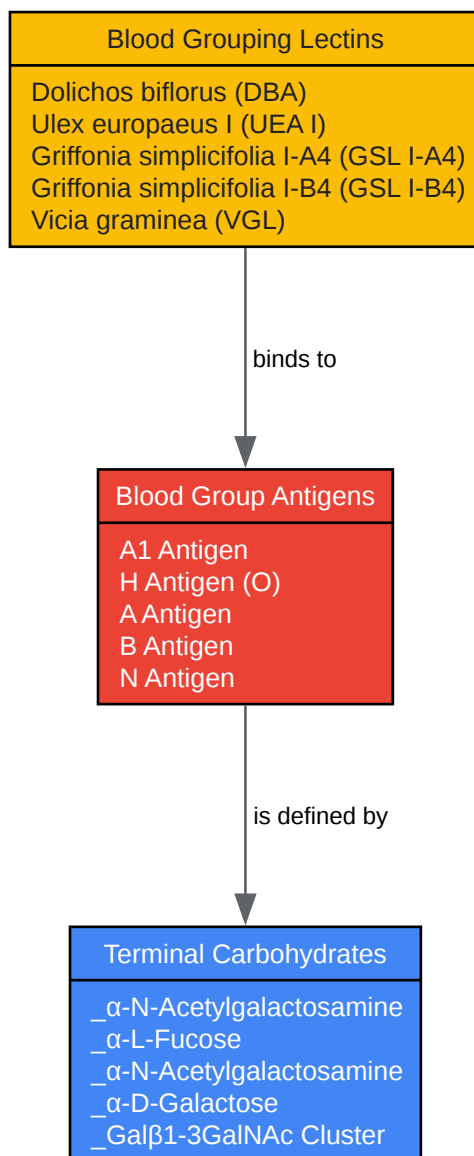 Blood Grouping Lectins
Dolichos biflorus (DBA)
Ulex europaeus I (UEA I)
Griffonia simplicifolia I-A4 (GSL I-A4)
Griffonia simplicifolia I-B4 (GSL I-B4)
Vicia graminea (VGL)
binds to
Blood Group Antigens
A1 Antigen
H Antigen (O)
A Antigen
B Antigen
N Antigen
is defined by
Terminal Carbohydrates
_α-N-Acetylgalactosamine
_α-L-Fucose
_α-N-Acetylgalactosamine
_α-D-Galactose
_Galβ1-3GalNAc Cluster